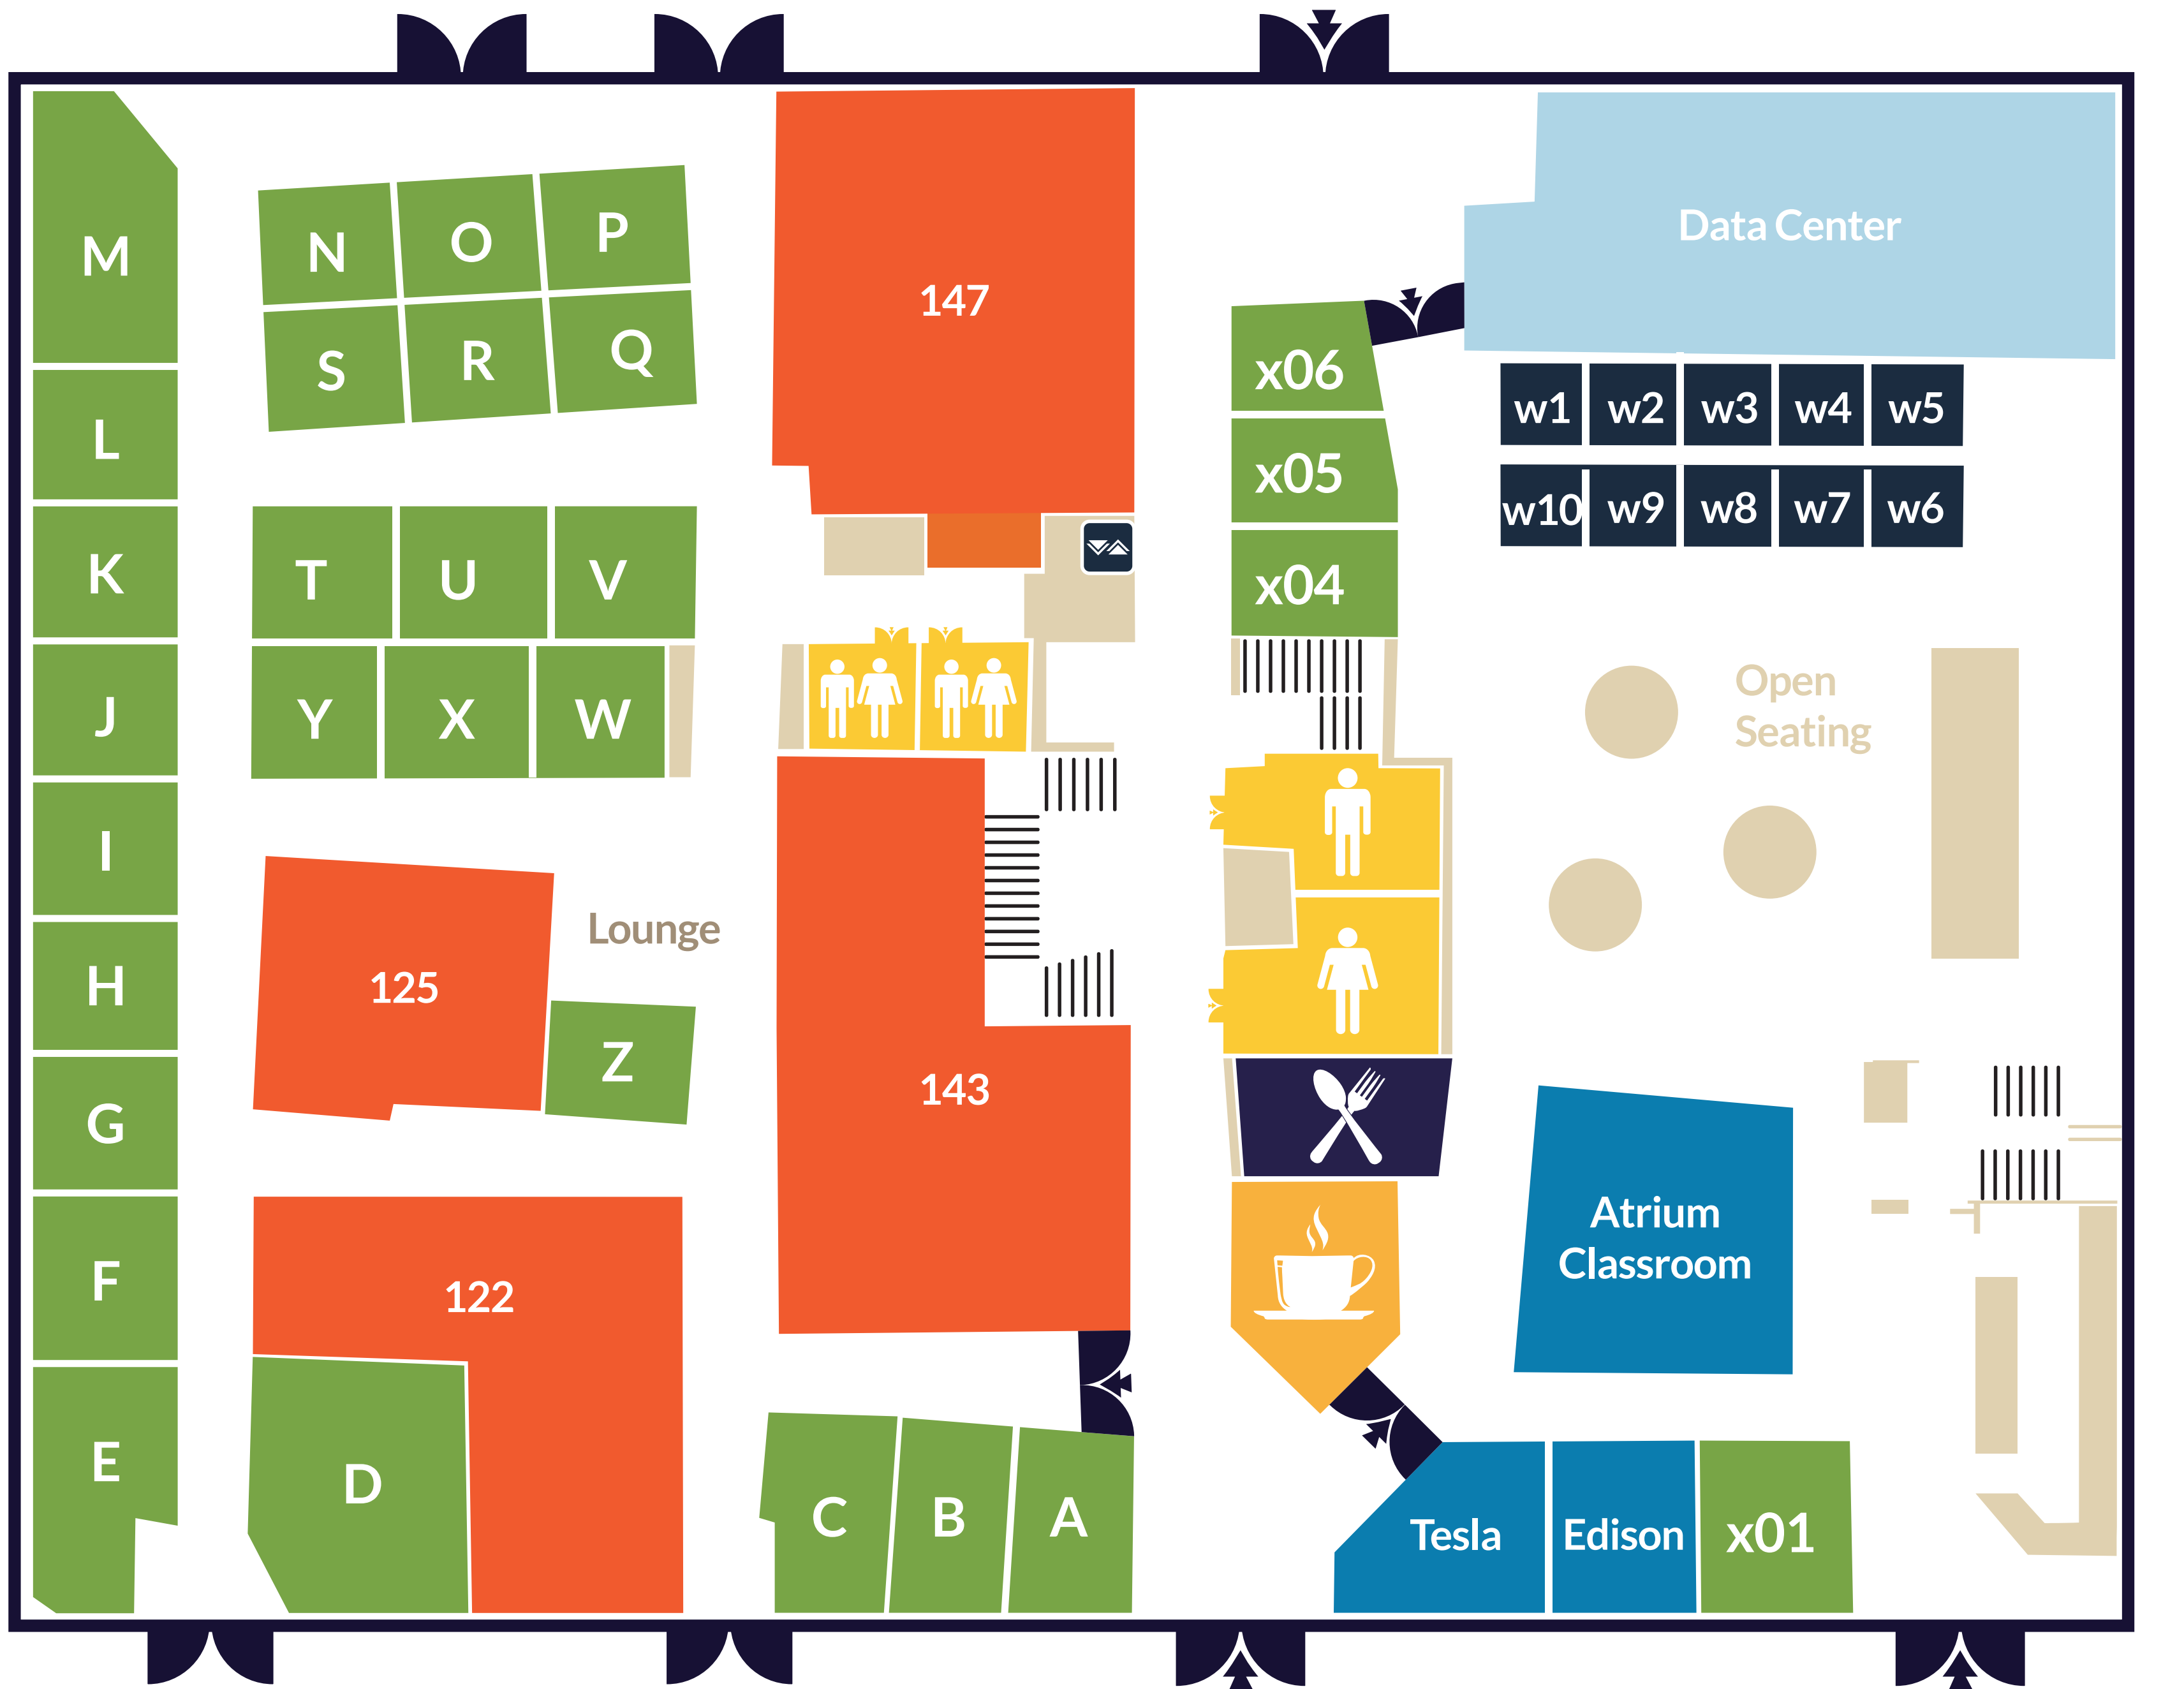 M
N
O
P
147
Data Center
S
R
Q
x06
L
w1
w2
w3
w4
w5
x05
w10
w9
w8
w7
w6
K
T
U
V
x04
J
Y
X
W
Open
Seating
I
Lounge
H
125
Z
143
G
F
122
Atrium
Classroom
E
D
C
B
A
Tesla
Edison
x01